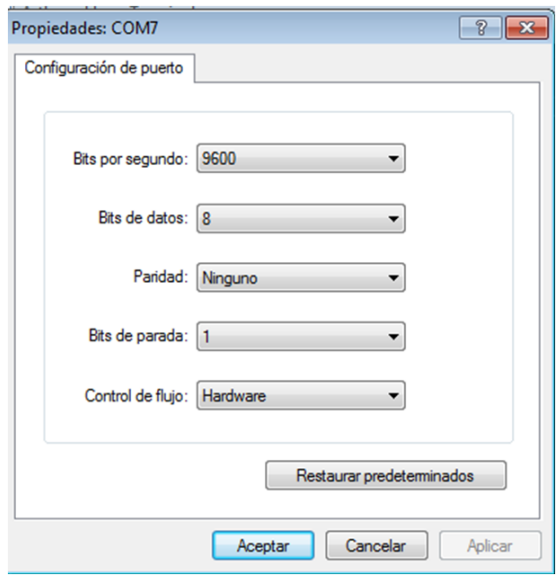 Propiedades: COM7
Configuración de puerto
Bits por segundo: 9600
Bits de datos: 8
Paridad: Ninguno
Bits de parada: 1
Control de flujo: Hardware
Restaurar predeterminados
Aceptar Cancelar Aplicar